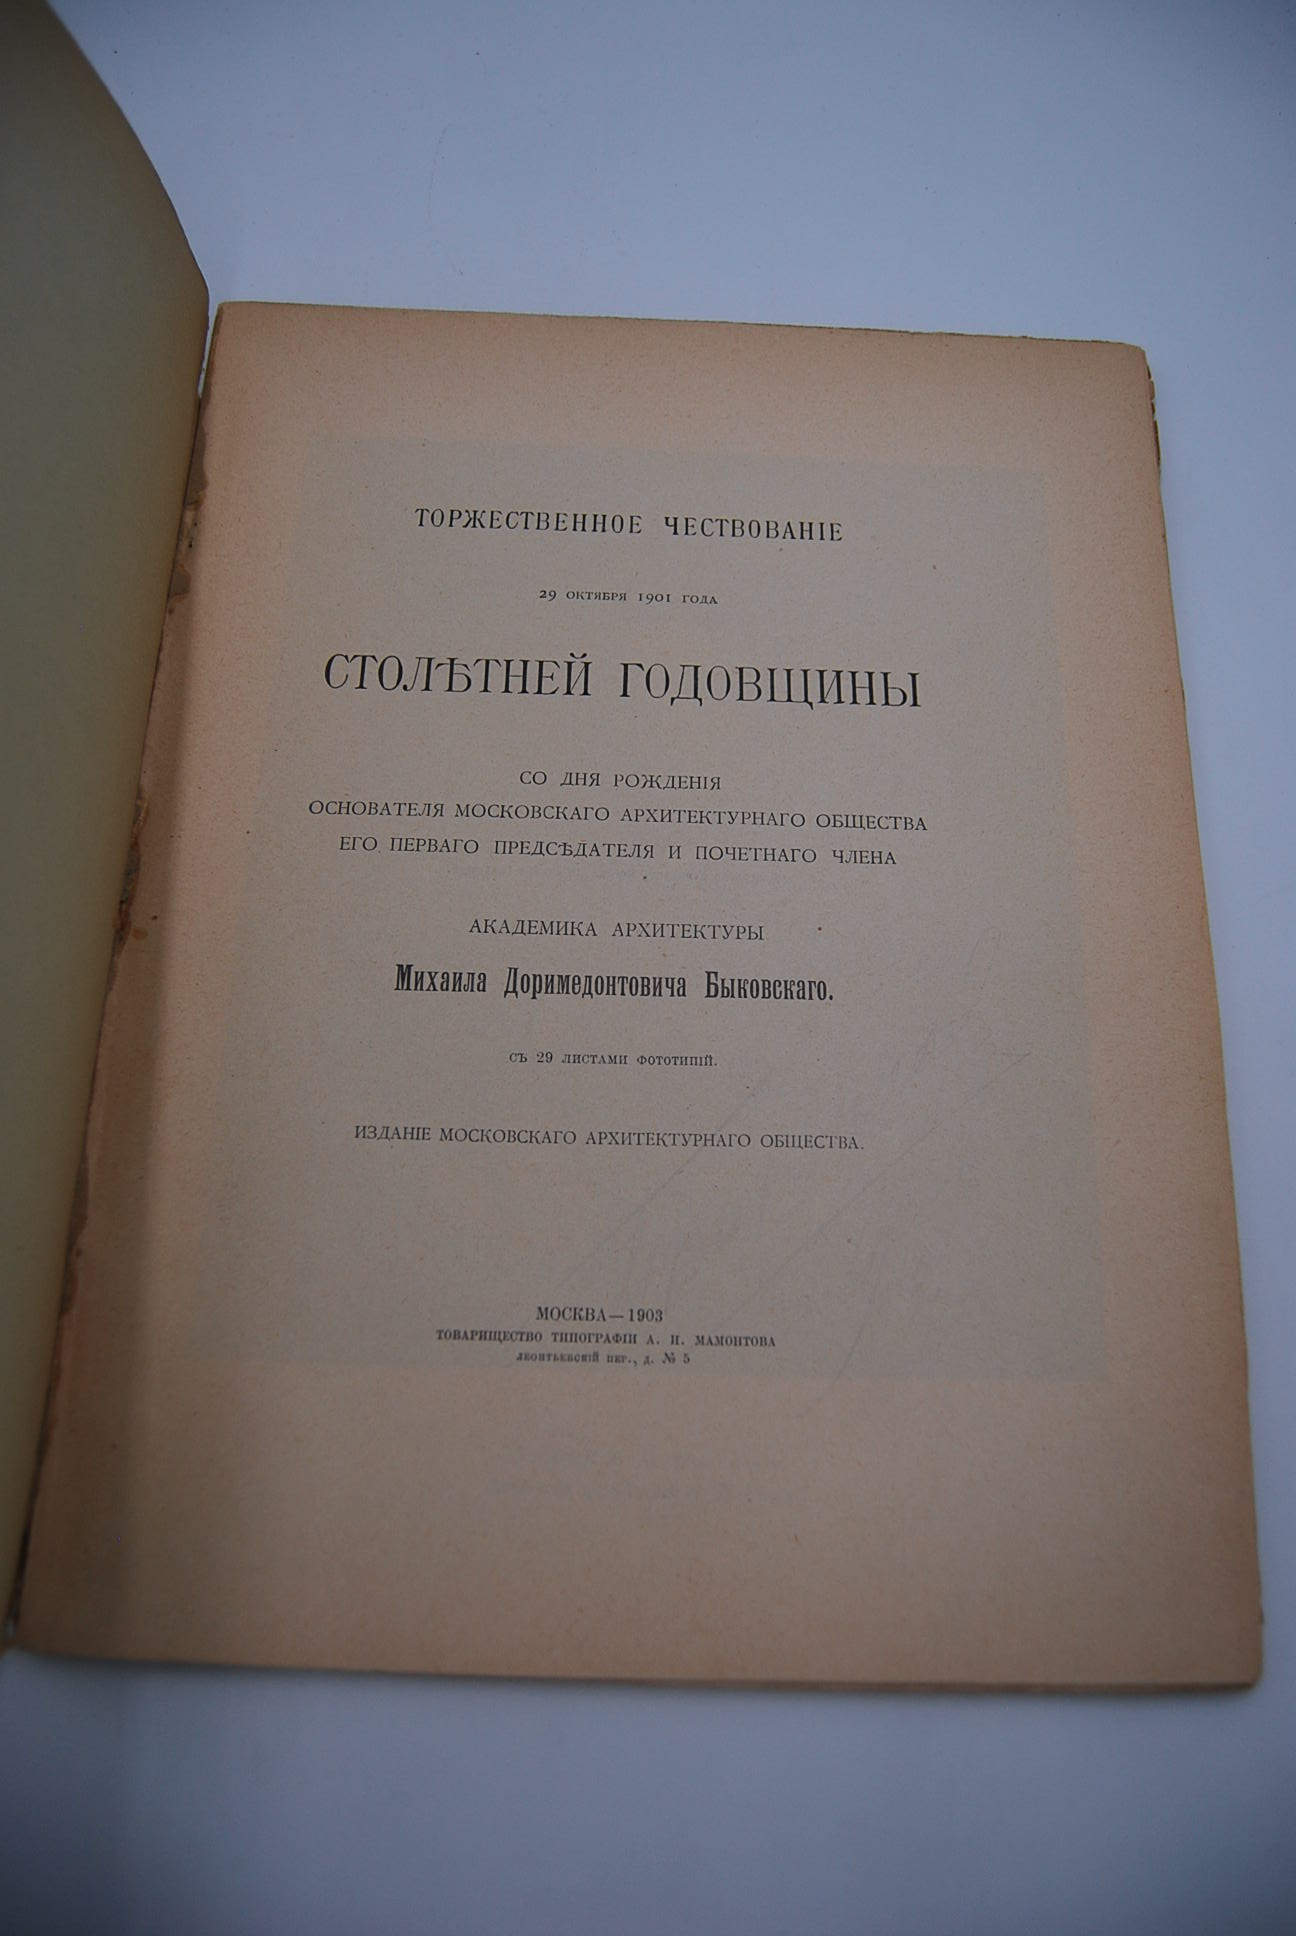 ТОРЖЕСТВЕННОЕ ЧЕСТВОВАНІЕ
29 ОКТЯБРЯ 1901 ГОДА
СТОЛѢТНЕЙ ГОДОВЩИНЫ
СО ДНЯ РОЖДЕНІЯ
ОСНОВАТЕЛЯ МОСКОВСКАГО АРХИТЕКТУРНАГО ОБЩЕСТВА
ЕГО ПЕРВАГО ПРЕДСѢДАТЕЛЯ И ПОЧЕТНАГО ЧЛЕНА
АКАДЕМИКА АРХИТЕКТУРЫ
Михаила Доримедонтовича Быковскаго.
СЪ 29 ЛИСТАМИ ФОТОТИПІЙ.
ИЗДАНІЕ МОСКОВСКАГО АРХИТЕКТУРНАГО ОБЩЕСТВА.
МОСКВА—1903
ТОВАРИЩЕСТВО ТИПОГРАФІИ А. И. МАМОНТОВА
ЛЕОНТЬЕВСКІЙ ПЕР., Д. № 5